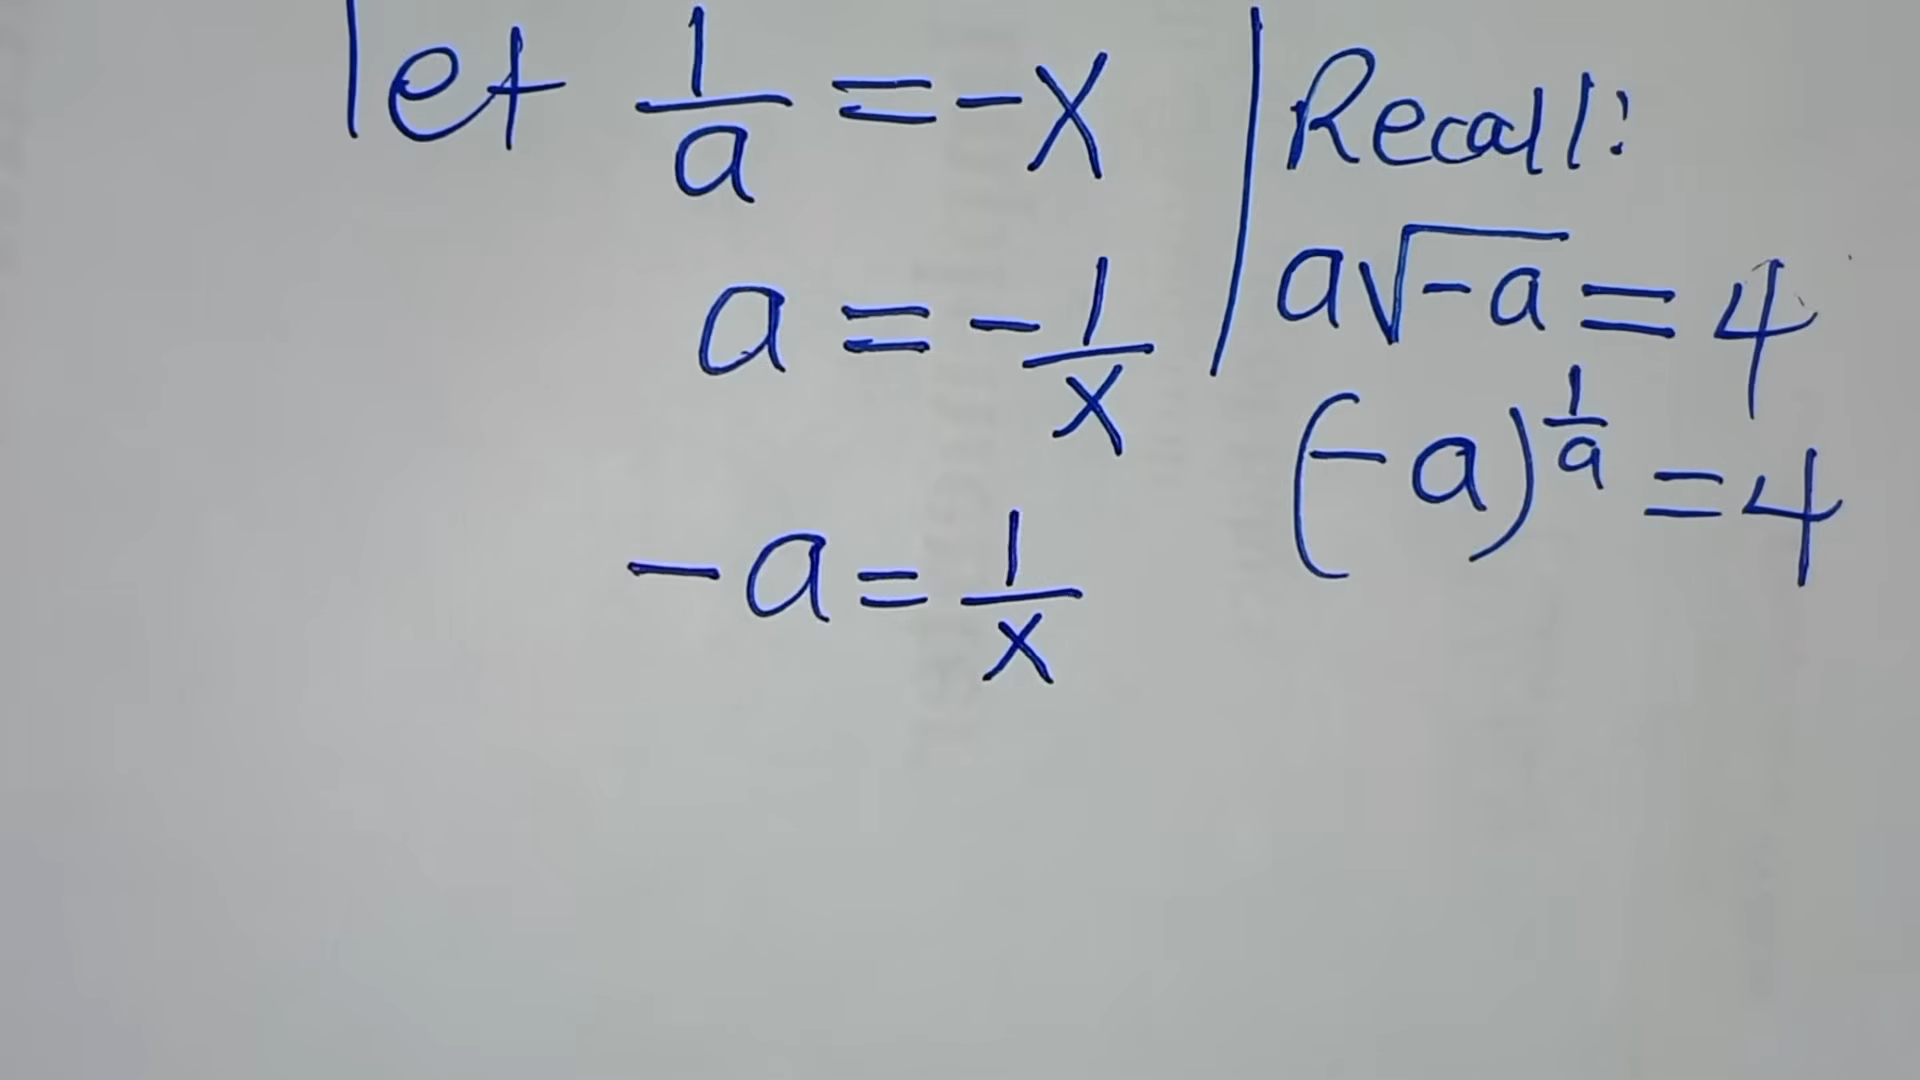 let 1/a = -x
a = -1/x
-a = 1/x
Recall:
a√-a = 4
(-a)^1/a = 4